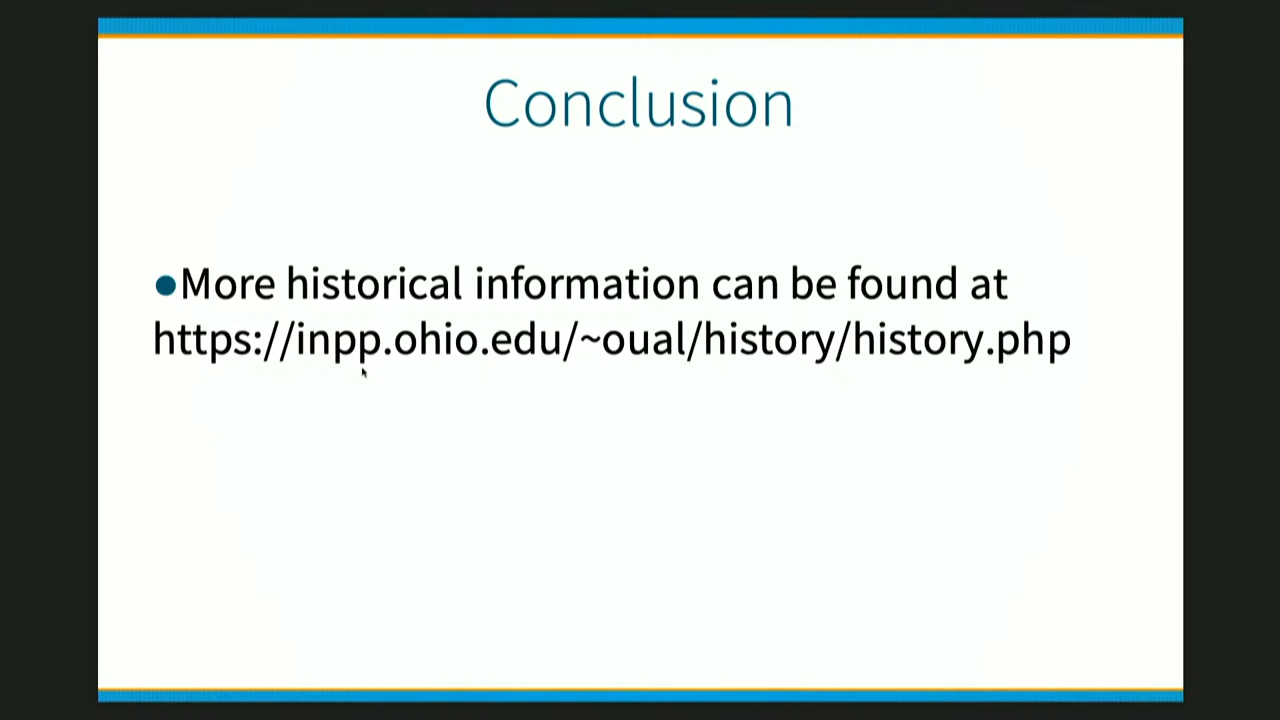 Conclusion
●More historical information can be found at
https://inpp.ohio.edu/~oual/history/history.php